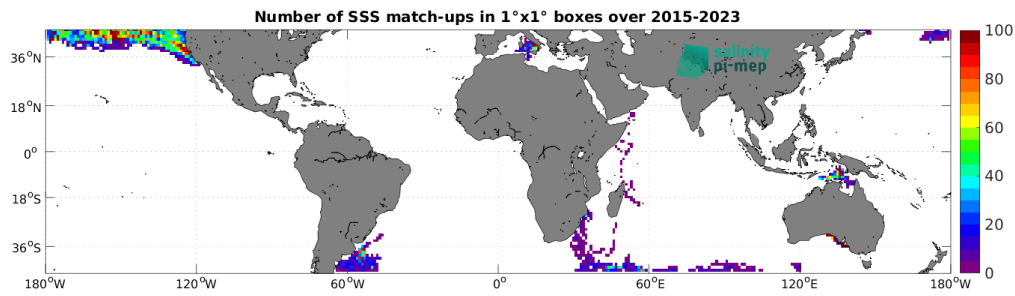 Number of SSS match-ups in 1°x1° boxes over 2015-2023
salinity
pi-mep
36°N
18°N
0°
18°S
36°S
180°W 120°W 60°W 0° 60°E 120°E 180°W
100
80
60
40
20
0